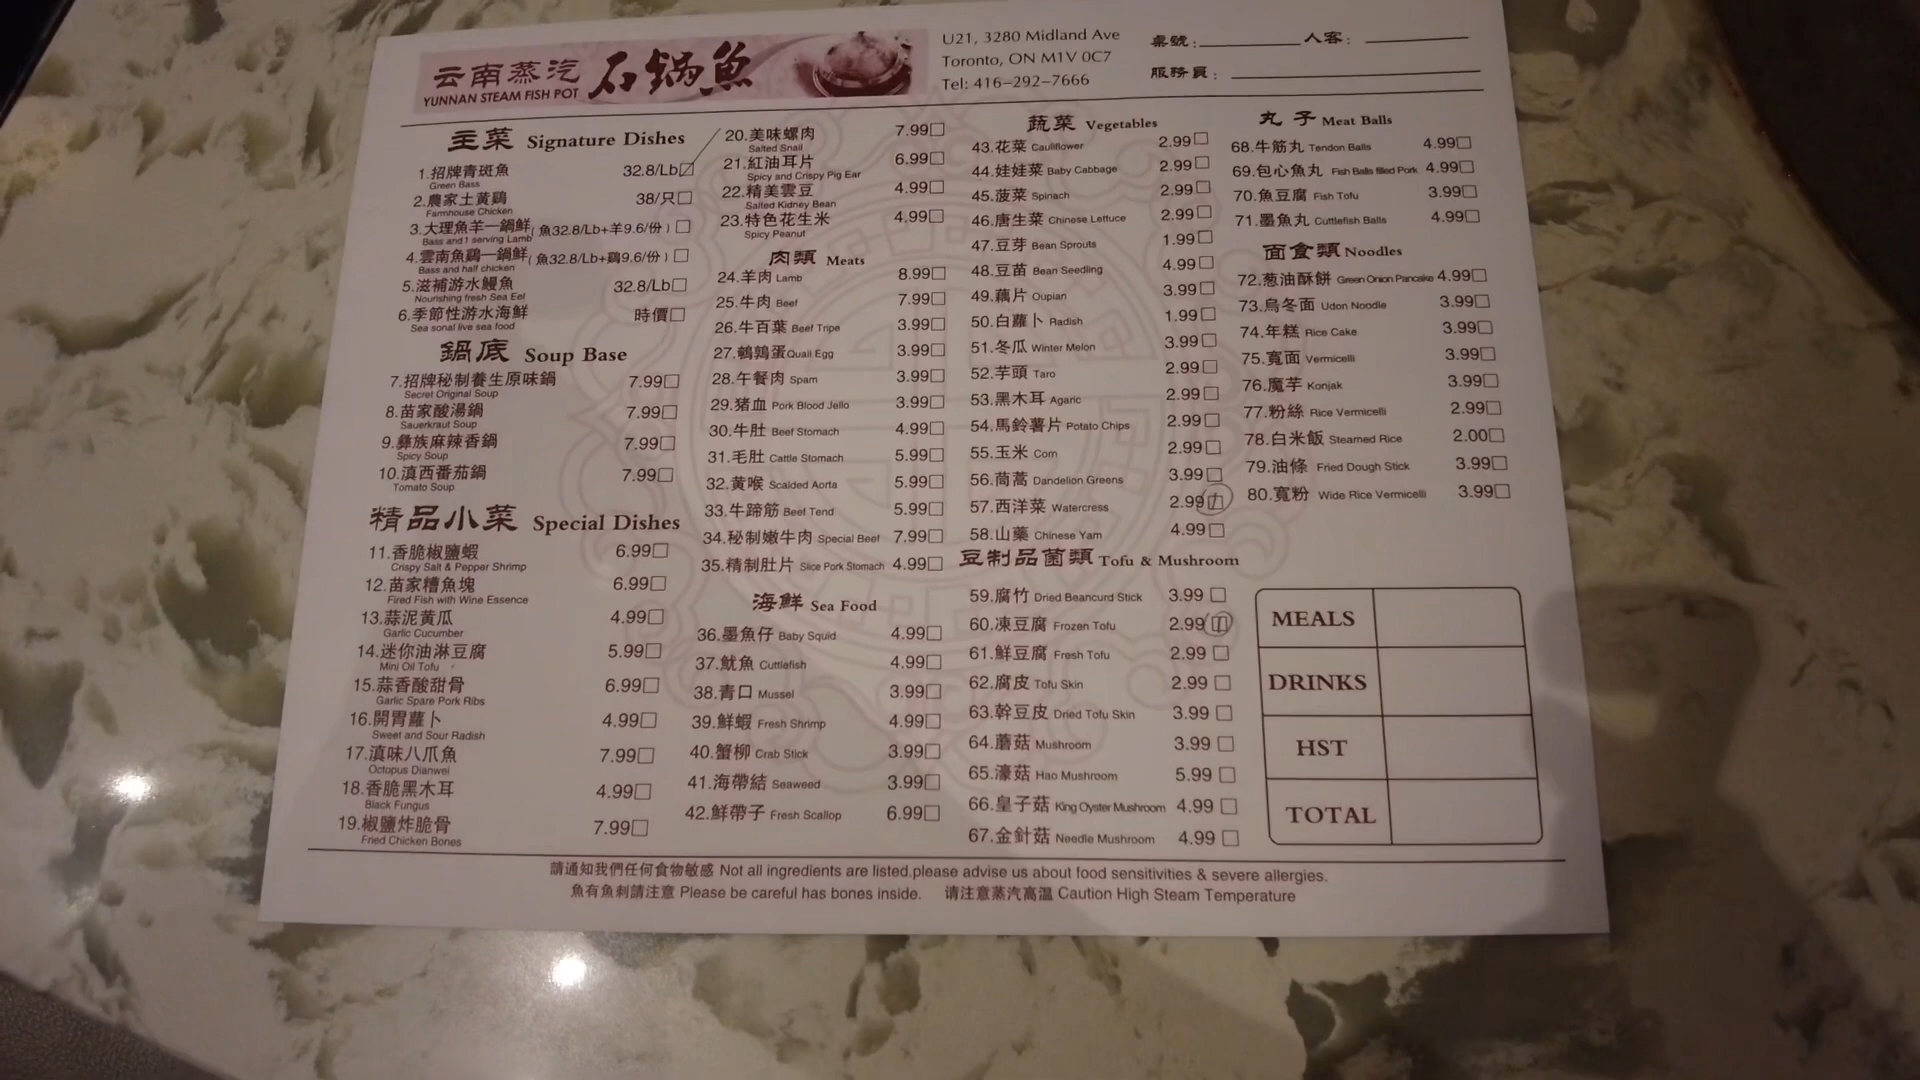 云南蒸汽石锅魚
YUNNAN STEAM FISH POT
U21, 3280 Midland Ave
Toronto, ON M1V 0C7
Tel: 416-292-7666
桌號:
人客:
服務員:
主菜 Signature Dishes
1.招牌青斑魚 32.8/Lb
Green Bass
2.農家土黄鷄 38/只
Farmhouse Chicken
3.大理魚羊一鍋鮮( 魚32.8/Lb+羊9.6/份 )
Bass and1 serving Lamb
4.雲南魚鷄一鍋鮮( 魚32.8/Lb+鷄9.6/份 )
Bass and half chicken
5.滋補游水鰻魚 32.8/Lb
Nourishing fresh Sea Eel
6.季節性游水海鮮 時價
Sea sonal live sea food
鍋底 Soup Base
7.招牌秘制養生原味鍋 7.99
Secret Original Soup
8.苗家酸湯鍋 7.99
Sauerkraut Soup
9.彝族麻辣香鍋 7.99
Spicy Soup
10.滇西番茄鍋 7.99
Tomato Soup
精品小菜 Special Dishes
11.香脆椒鹽蝦 6.99
Crispy Salt & Pepper Shrimp
12.苗家糟魚塊 6.99
Fired Fish with Wine Essence
13.蒜泥黄瓜 4.99
Garlic Cucumber
14.迷你油淋豆腐 5.99
Mini Oil Tofu
15.蒜香酸甜骨 6.99
Garlic Spare Pork Ribs
16.開胃蘿卜 4.99
Sweet and Sour Radish
17.滇味八爪魚 7.99
Octopus Dianwei
18.香脆黑木耳 4.99
Black Fungus
19.椒鹽炸脆骨 7.99
Fried Chicken Bones
20.美味螺肉 7.99
Salted Snail
21.紅油耳片 6.99
Spicy and Crispy Pig Ear
22.精美雲豆 4.99
Salted Kidney Bean
23.特色花生米 4.99
Spicy Peanut
肉類 Meats
24.羊肉 Lamb 8.99
25.牛肉 Beef 7.99
26.牛百葉 Beef Tripe 3.99
27.鵪鶉蛋Quail Egg 3.99
28.午餐肉 Spam 3.99
29.猪血 Pork Blood Jello 3.99
30.牛肚 Beef Stomach 4.99
31.毛肚 Cattle Stomach 5.99
32.黄喉 Scalded Aorta 5.99
33.牛蹄筋 Beef Tend 5.99
34.秘制嫩牛肉 Special Beef 7.99
35.精制肚片 Slice Pork Stomach 4.99
海鮮 Sea Food
36.墨魚仔 Baby Squid 4.99
37.魷魚 Cuttlefish 4.99
38.青口 Mussel 3.99
39.鮮蝦 Fresh Shrimp 4.99
40.蟹柳 Crab Stick 3.99
41.海帶結 Seaweed 3.99
42.鮮帶子 Fresh Scallop 6.99
蔬菜 Vegetables
43.花菜 Cauliflower 2.99
44.娃娃菜 Baby Cabbage 2.99
45.菠菜 Spinach 2.99
46.唐生菜 Chinese Lettuce 2.99
47.豆芽 Bean Sprouts 1.99
48.豆苗 Bean Seedling 4.99
49.藕片 Oupian 3.99
50.白蘿卜 Radish 1.99
51.冬瓜 Winter Melon 3.99
52.芋頭 Taro 2.99
53.黑木耳 Agaric 2.99
54.馬鈴薯片 Potato Chips 2.99
55.玉米 Corn 2.99
56.茼蒿 Dandelion Greens 3.99
57.西洋菜 Watercress 2.99
58.山藥 Chinese Yam 4.99
豆制品菌類 Tofu & Mushroom
59.腐竹 Dried Beancurd Stick 3.99
60.凍豆腐 Frozen Tofu 2.99
61.鮮豆腐 Fresh Tofu 2.99
62.腐皮 Tofu Skin 2.99
63.幹豆皮 Dried Tofu Skin 3.99
64.蘑菇 Mushroom 3.99
65.濠菇 Hao Mushroom 5.99
66.皇子菇 King Oyster Mushroom 4.99
67.金針菇 Needle Mushroom 4.99
丸子 Meat Balls
68.牛筋丸 Tendon Balls 4.99
69.包心魚丸 Fish Balls filled Pork 4.99
70.魚豆腐 Fish Tofu 3.99
71.墨魚丸 Cuttlefish Balls 4.99
面食類 Noodles
72.葱油酥餅 Green Onion Pancake 4.99
73.烏冬面 Udon Noodle 3.99
74.年糕 Rice Cake 3.99
75.寬面 Vermicelli 3.99
76.魔芋 Konjak 3.99
77.粉絲 Rice Vermicelli 2.99
78.白米飯 Steamed Rice 2.00
79.油條 Fried Dough Stick 3.99
80.寬粉 Wide Rice Vermicelli 3.99
MEALS
DRINKS
HST
TOTAL
請通知我們任何食物敏感 Not all ingredients are listed.please advise us about food sensitivities & severe allergies.
魚有魚刺請注意 Please be careful has bones inside. 请注意蒸汽高温 Caution High Steam Temperature